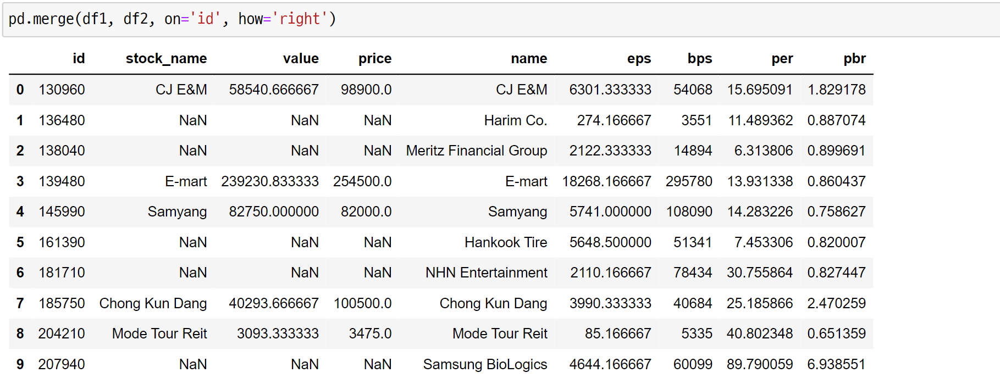 pd.merge(df1, df2, on='id', how='right')
id stock_name value price name eps bps per pbr
0 130960 CJ E&M 58540.666667 98900.0 CJ E&M 6301.333333 54068 15.695091 1.829178
1 136480 NaN NaN NaN Harim Co. 274.166667 3551 11.489362 0.887074
2 138040 NaN NaN NaN Meritz Financial Group 2122.333333 14894 6.313806 0.899691
3 139480 E-mart 239230.833333 254500.0 E-mart 18268.166667 295780 13.931338 0.860437
4 145990 Samyang 82750.000000 82000.0 Samyang 5741.000000 108090 14.283226 0.758627
5 161390 NaN NaN NaN Hankook Tire 5648.500000 51341 7.453306 0.820007
6 181710 NaN NaN NaN NHN Entertainment 2110.166667 78434 30.755864 0.827447
7 185750 Chong Kun Dang 40293.666667 100500.0 Chong Kun Dang 3990.333333 40684 25.185866 2.470259
8 204210 Mode Tour Reit 3093.333333 3475.0 Mode Tour Reit 85.166667 5335 40.802348 0.651359
9 207940 NaN NaN NaN Samsung BioLogics 4644.166667 60099 89.790059 6.938551